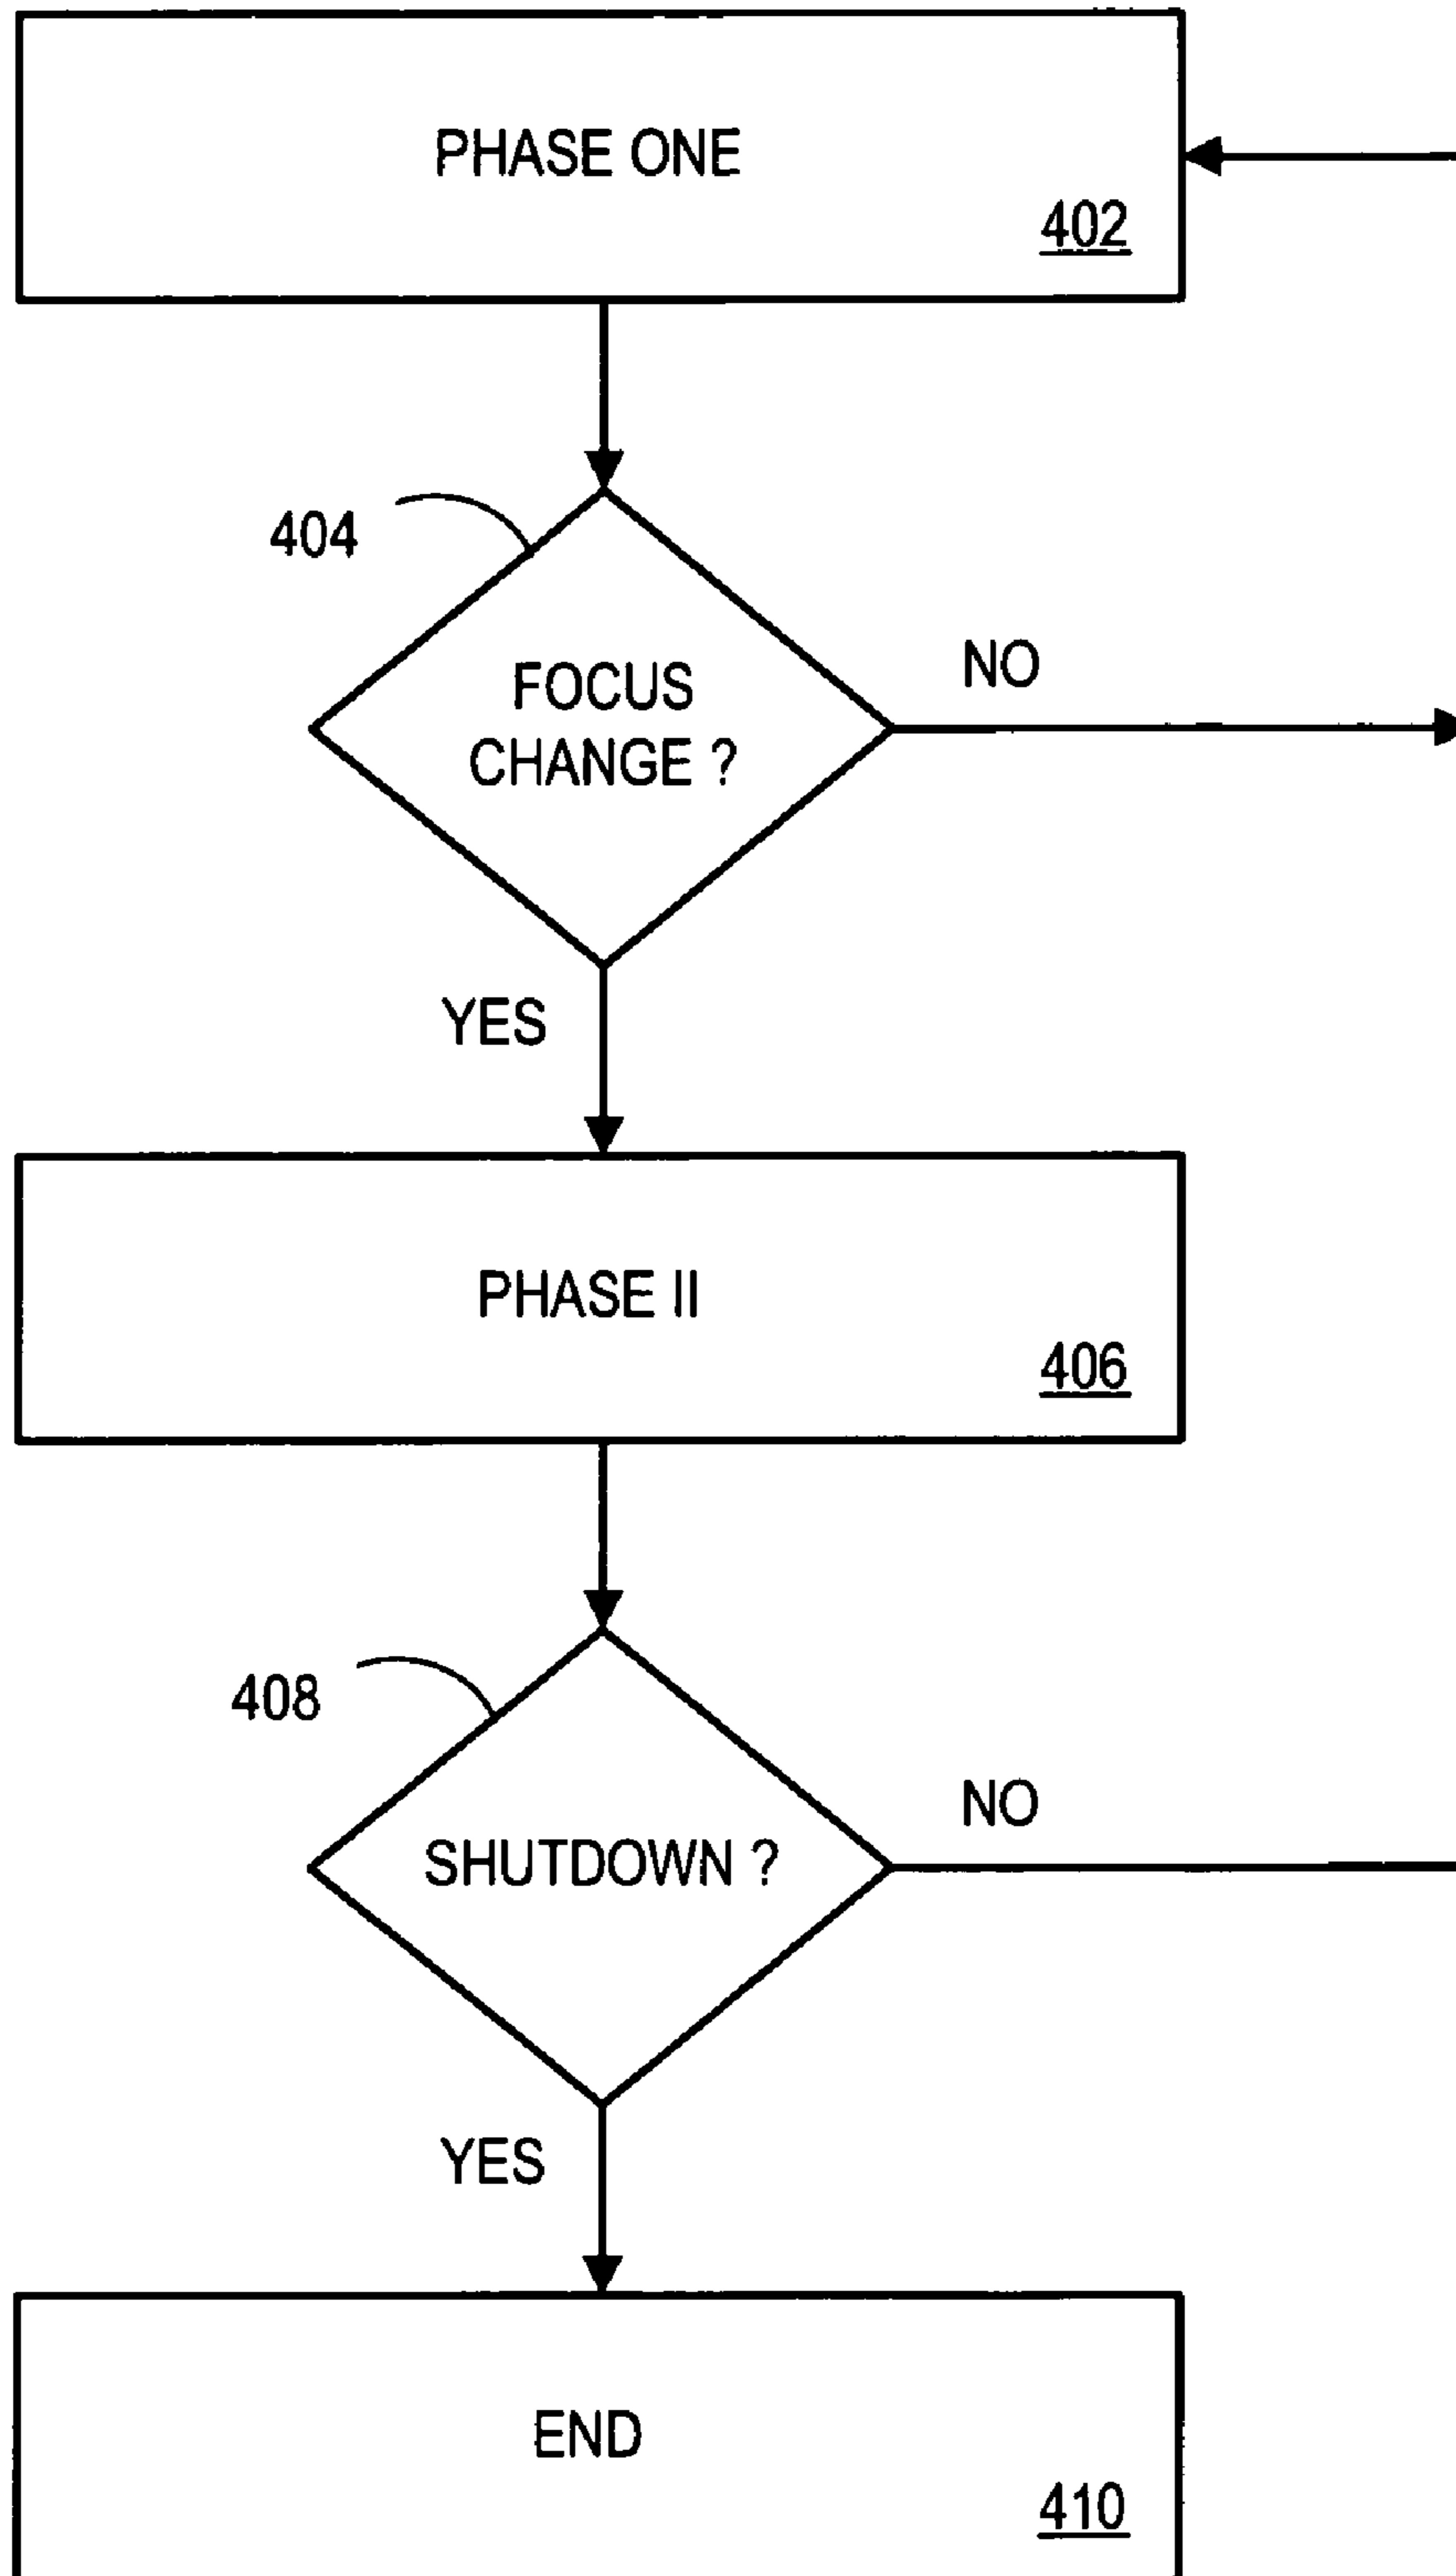 PHASE ONE
402
404
FOCUS
CHANGE ?
NO
YES
PHASE II
406
408
SHUTDOWN ?
NO
YES
END
410